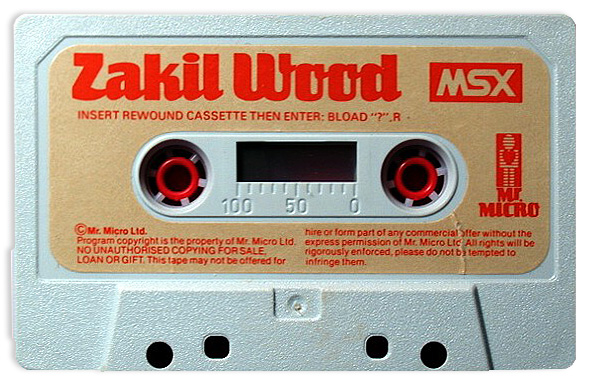 Zakil Wood
MSX
INSERT REWOUND CASSETTE THEN ENTER: BLOAD "?".R
100 50 0
Mr.
MICRO
©Mr. Micro Ltd.
Program copyright is the property of Mr. Micro Ltd.
NO UNAUTHORISED COPYING FOR SALE,
LOAN OR GIFT. This tape may not be offered for
hire or form part of any commercial offer without the
express permission of Mr. Micro Ltd. All rights will be
rigorously enforced, please do not be tempted to
infringe them.